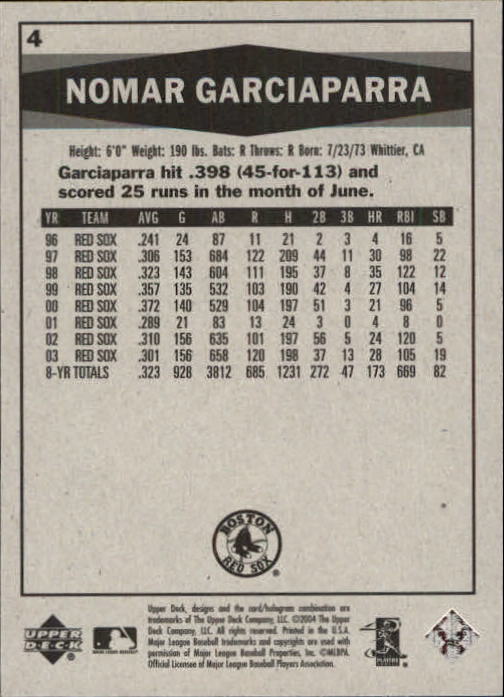 4
NOMAR GARCIAPARRA
Height: 6'0" Weight: 190 lbs. Bats: R Throws: R Born: 7/23/73 Whittier, CA
Garciaparra hit .398 (45-for-113) and
scored 25 runs in the month of June.
YR TEAM AVG G AB R H 2B 3B HR RBI SB
96 RED SOX .241 24 87 11 21 2 3 4 16 5
97 RED SOX .306 153 684 122 209 44 11 30 98 22
98 RED SOX .323 143 604 111 195 37 8 35 122 12
99 RED SOX .357 135 532 103 190 42 4 27 104 14
00 RED SOX .372 140 529 104 197 51 3 21 96 5
01 RED SOX .289 21 83 13 24 3 0 4 8 0
02 RED SOX .310 156 635 101 197 56 5 24 120 5
03 RED SOX .301 156 658 120 198 37 13 28 105 19
8-YR TOTALS .323 928 3812 685 1231 272 47 173 669 82
BOSTON
RED SOX
Upper Deck, designs and the card/hologram combination are
trademarks of The Upper Deck Company, LLC. ©2004 The Upper
Deck Company, LLC. All rights reserved. Printed in the U.S.A.
Major League Baseball trademarks and copyrights are used with
permission of Major League Baseball Properties, Inc. ©MLBPA
Official Licensee of Major League Baseball Players Association.
UPPER
DECK
PLAYERS